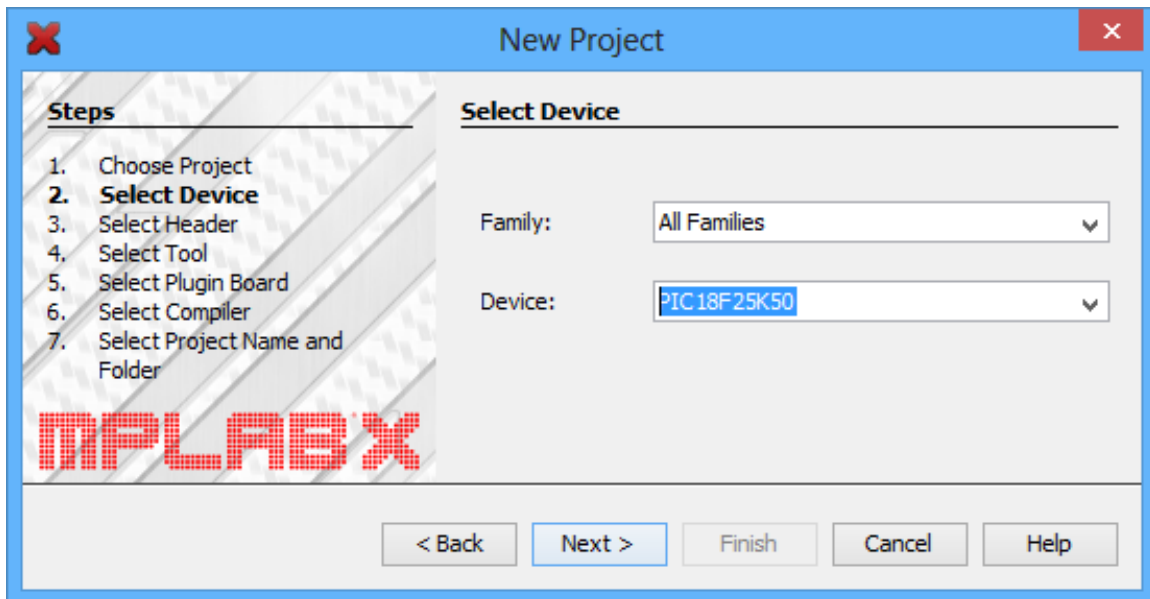 New Project
Steps
1. Choose Project
2. Select Device
3. Select Header
4. Select Tool
5. Select Plugin Board
6. Select Compiler
7. Select Project Name and
Folder
MPLAB X
Select Device
Family: All Families
Device: PIC18F25K50
< Back Next > Finish Cancel Help